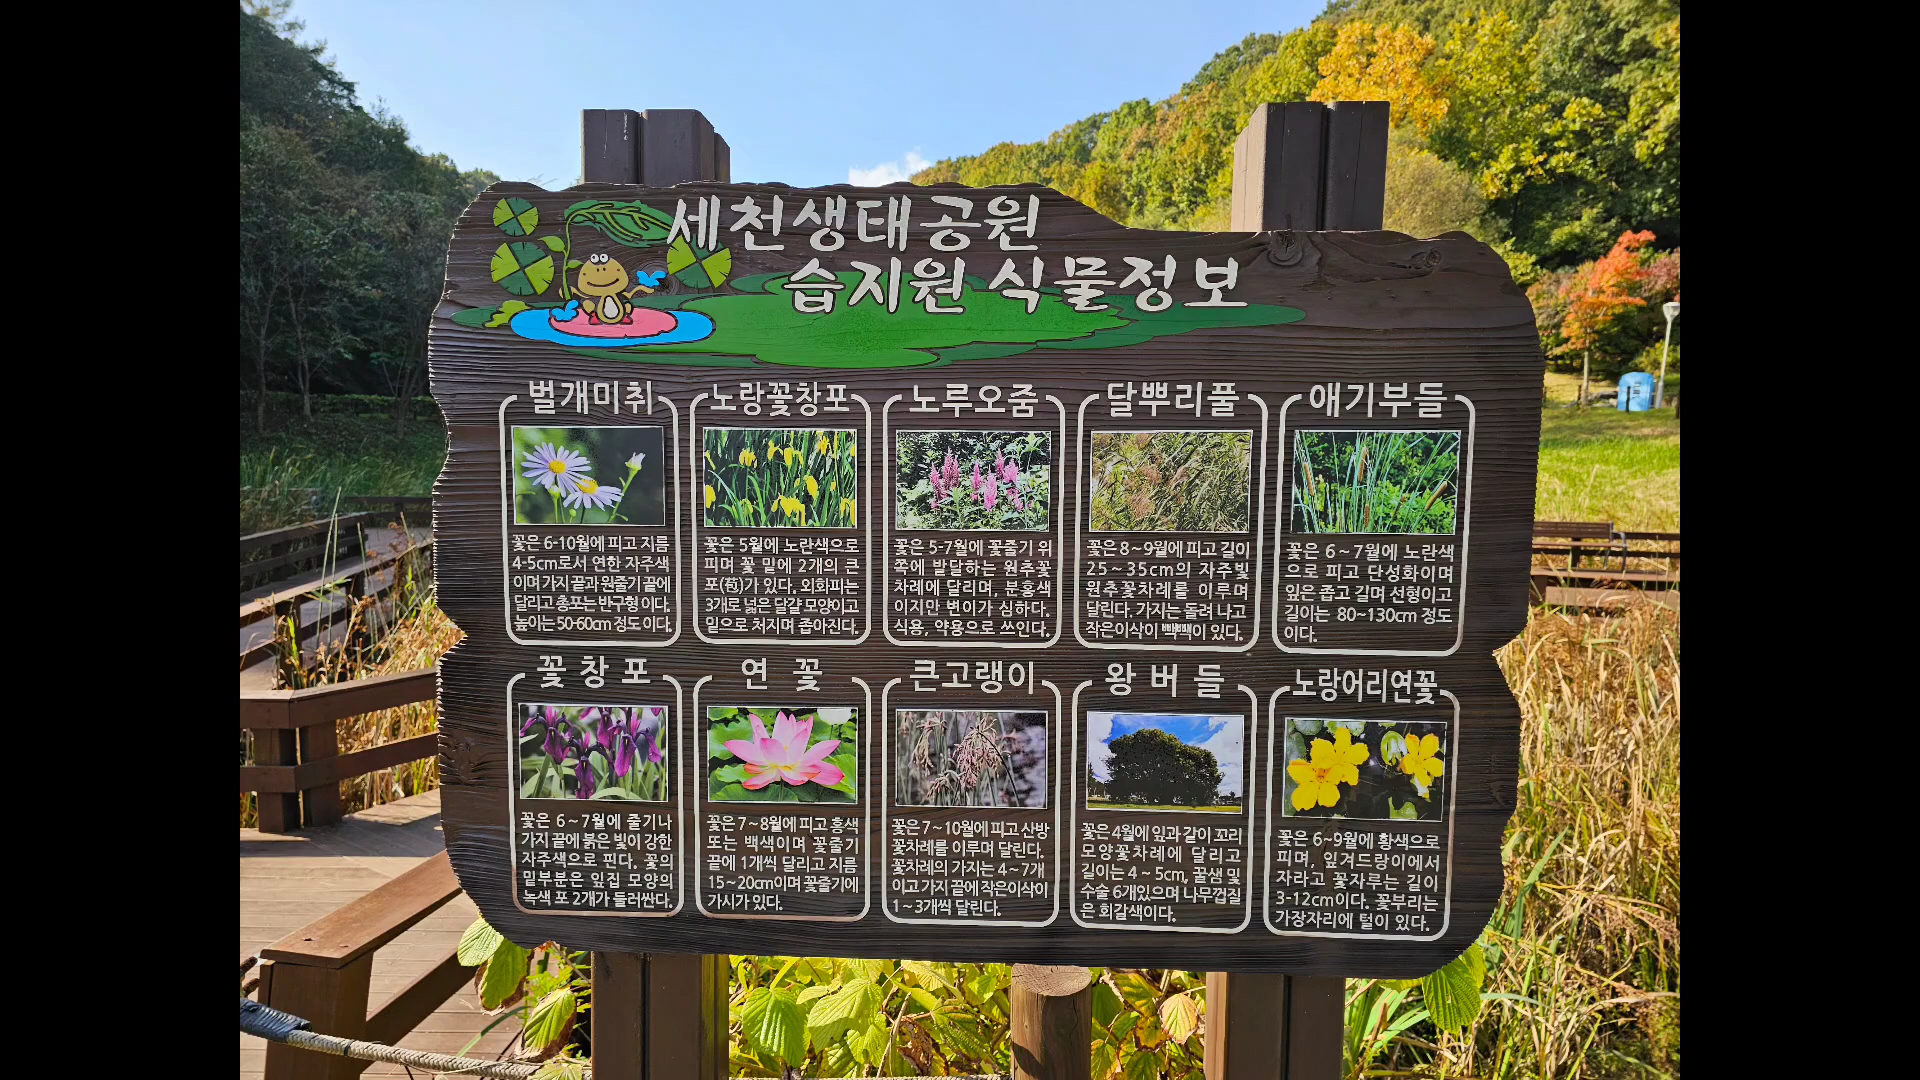 세천생태공원
습지원 식물정보
벌개미취
꽃은 6-10월에 피고 지름
4-5cm로서 연한 자주색
이며 가지 끝과 원줄기 끝에
달리고 총포는 반구형 이다.
높이는 50-60cm 정도 이다.
노랑꽃창포
꽃은 5월에 노란색으로
피며 꽃 밑에 2개의 큰
포(苞)가 있다. 외화피는
3개로 넓은 달걀 모양이고
밑으로 처지며 좁아진다.
노루오줌
꽃은 5-7월에 꽃줄기 위
쪽에 발달하는 원추꽃
차례에 달리며, 분홍색
이지만 변이가 심하다.
식용, 약용으로 쓰인다.
달뿌리풀
꽃은 8~9월에 피고 길이
25~35cm의 자주빛
원추꽃차례를 이루며
달린다. 가지는 돌려 나고
작은이삭이 빽빽이 있다.
애기부들
꽃은 6~7월에 노란색
으로 피고 단성화이며
잎은 좁고 길며 선형이고
길이는 80~130cm 정도
이다.
꽃창포
꽃은 6~7월에 줄기나
가지 끝에 붉은 빛이 강한
자주색으로 핀다. 꽃의
밑부분은 잎집 모양의
녹색 포 2개가 둘러싼다.
연꽃
꽃은 7~8월에 피고 홍색
또는 백색이며 꽃줄기
끝에 1개씩 달리고 지름
15~20cm이며 꽃줄기에
가시가 있다.
큰고랭이
꽃은 7~10월에 피고 산방
꽃차례를 이루며 달린다.
꽃차례의 가지는 4~7개
이고 가지 끝에 작은이삭이
1~3개씩 달린다.
왕버들
꽃은 4월에 잎과 같이 꼬리
모양꽃차례에 달리고
길이는 4~5cm, 꿀샘 및
수술 6개있으며 나무껍질
은 회갈색이다.
노랑어리연꽃
꽃은 6~9월에 황색으로
피며, 잎겨드랑이에서
자라고 꽃자루는 길이
3-12cm이다. 꽃부리는
가장자리에 털이 있다.